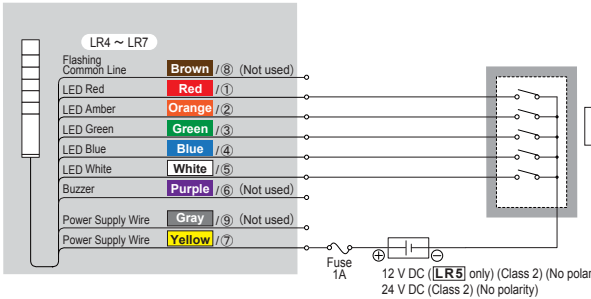 LR4 ～ LR7
Flashing
Common Line Brown /⑧ (Not used)
LED Red Red /①
LED Amber Orange /②
LED Green Green /③
LED Blue Blue /④
LED White White /⑤
Buzzer Purple /⑥ (Not used)
Power Supply Wire Gray /⑨ (Not used)
Power Supply Wire Yellow /⑦
Fuse
1A
⊕ ⊖
12 V DC (LR5 only) (Class 2) (No polar
24 V DC (Class 2) (No polarity)